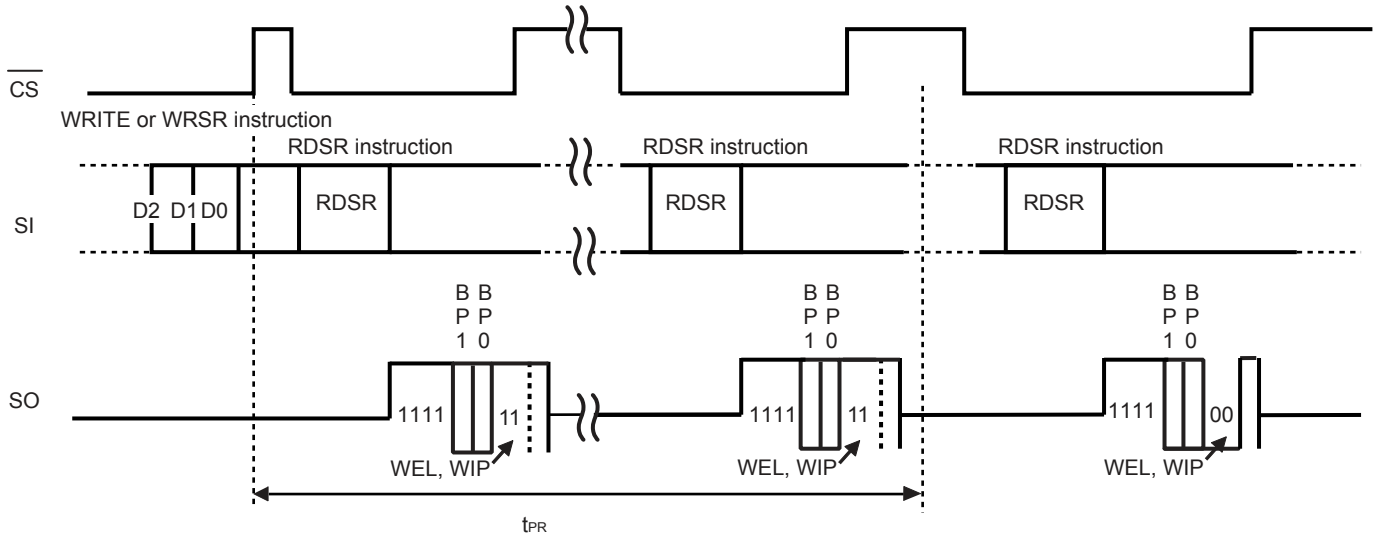 CS
WRITE or WRSR instruction
RDSR instruction
RDSR instruction
RDSR instruction
SI
D2 D1 D0
RDSR
RDSR
RDSR
B B
P P
1 0
B B
P P
1 0
B B
P P
1 0
SO
1111
11
1111
11
1111
00
WEL, WIP
WEL, WIP
WEL, WIP
tPR